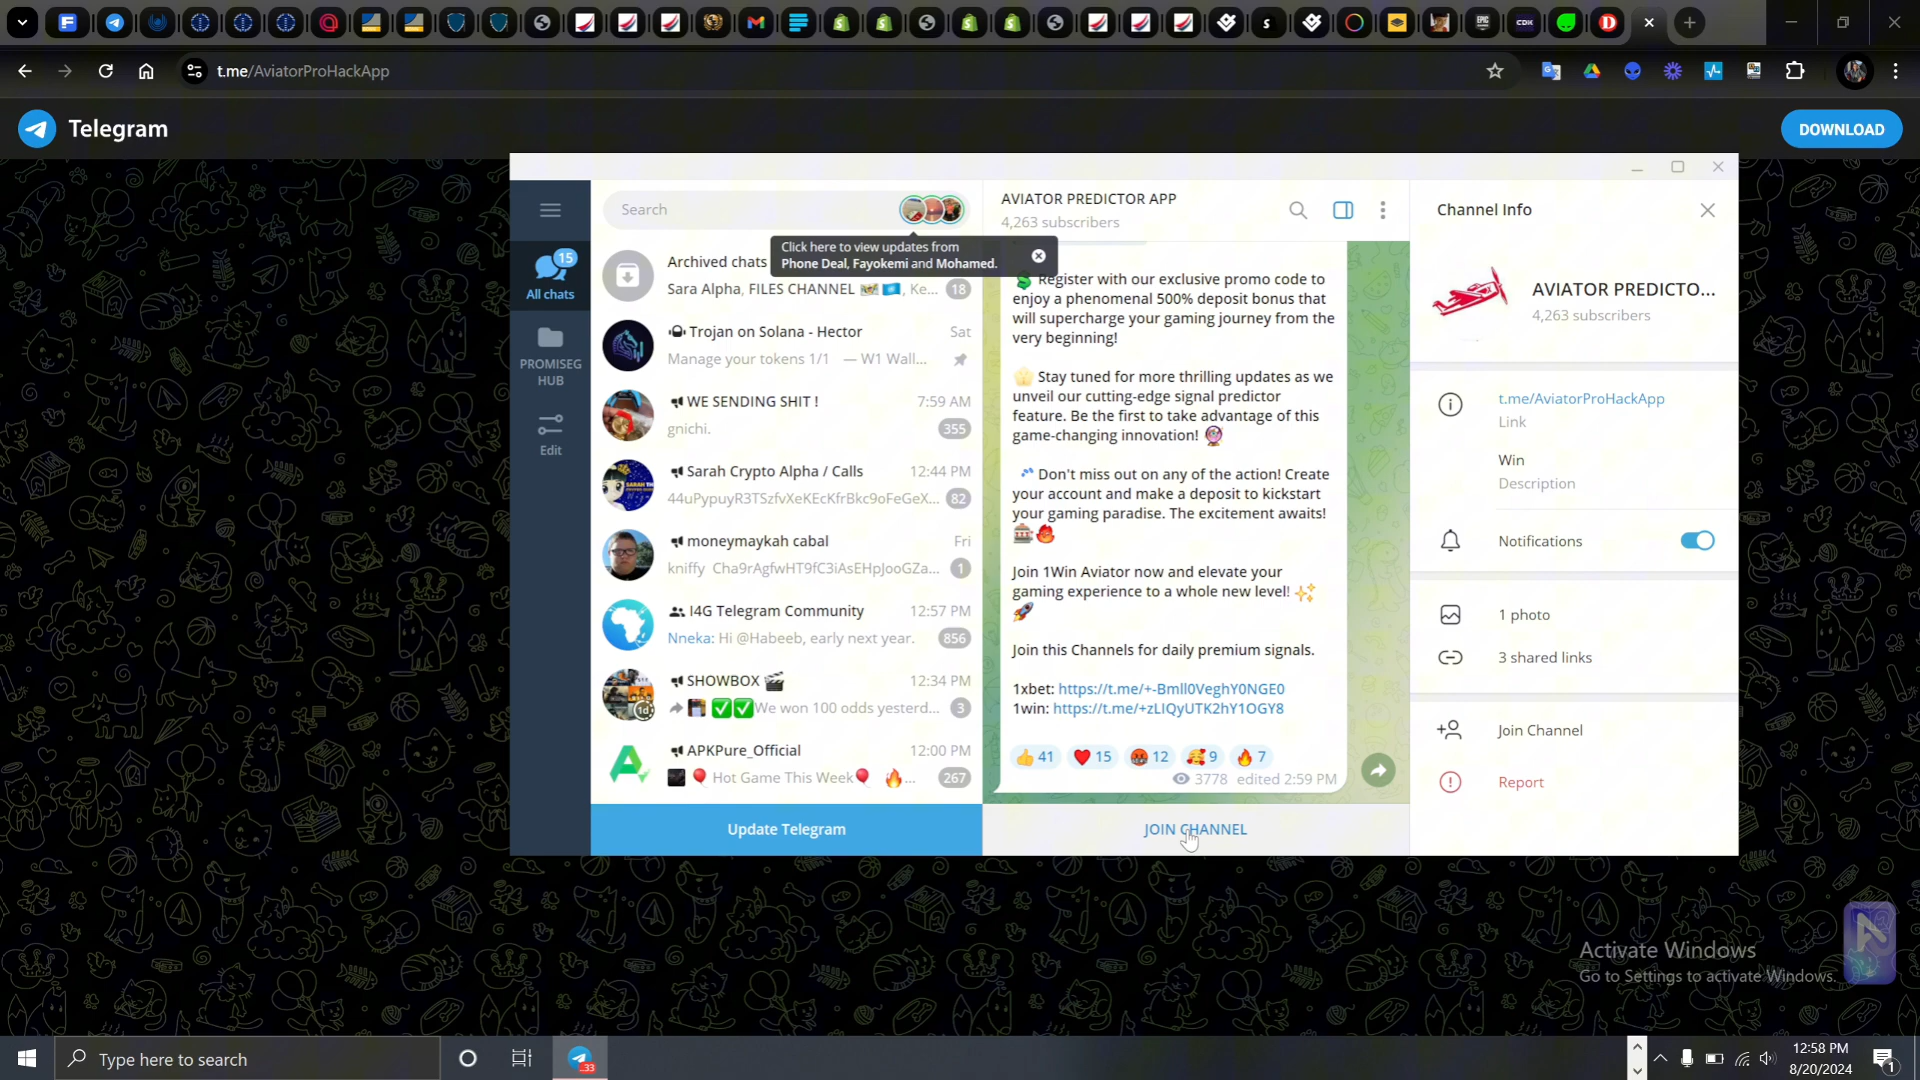 t.me/AviatorProHackApp
Telegram
DOWNLOAD
Search
Click here to view updates from
Phone Deal, Fayokemi and Mohamed.
15
All chats
PROMISEG
HUB
Edit
Archived chats
Sara Alpha, FILES CHANNEL 🗺️🇰🇿, Ke... 18
Trojan on Solana - Hector Sat
Manage your tokens 1/1 — W1 Wall...
WE SENDING SHIT ! 7:59 AM
gnichi. 355
Sarah Crypto Alpha / Calls 12:44 PM
44uPypuyR3TSzfvXeKEcKfrBkc9oFeGeX... 82
moneymaykah cabal Fri
kniffy Cha9rAgfwHT9fC3iAsEHpJooGZa... 1
I4G Telegram Community 12:57 PM
Nneka: Hi @Habeeb, early next year. 856
SHOWBOX 🎬 12:34 PM
✅✅We won 100 odds yesterd... 3
1d
APKPure_Official 12:00 PM
🎈 Hot Game This Week🎈 🔥... 267
Update Telegram
AVIATOR PREDICTOR APP
4,263 subscribers
💲 Register with our exclusive promo code to
enjoy a phenomenal 500% deposit bonus that
will supercharge your gaming journey from the
very beginning!
Stay tuned for more thrilling updates as we
unveil our cutting-edge signal predictor
feature. Be the first to take advantage of this
game-changing innovation! 🔮
💦 Don't miss out on any of the action! Create
your account and make a deposit to kickstart
your gaming paradise. The excitement awaits!
🎰🔥
Join 1Win Aviator now and elevate your
gaming experience to a whole new level! ✨
🚀
Join this Channels for daily premium signals.
1xbet: https://t.me/+-Bmll0VeghY0NGE0
1win: https://t.me/+zLIQyUTK2hY1OGY8
👍 41 ❤️ 15 🤬 12 🥰 9 🔥 7
3778 edited 2:59 PM
JOIN CHANNEL
Channel Info
AVIATOR PREDICTO...
4,263 subscribers
t.me/AviatorProHackApp
Link
Win
Description
Notifications
1 photo
3 shared links
Join Channel
Report
Activate Windows
Go to Settings to activate Windows.
Type here to search
33
12:58 PM
8/20/2024
1